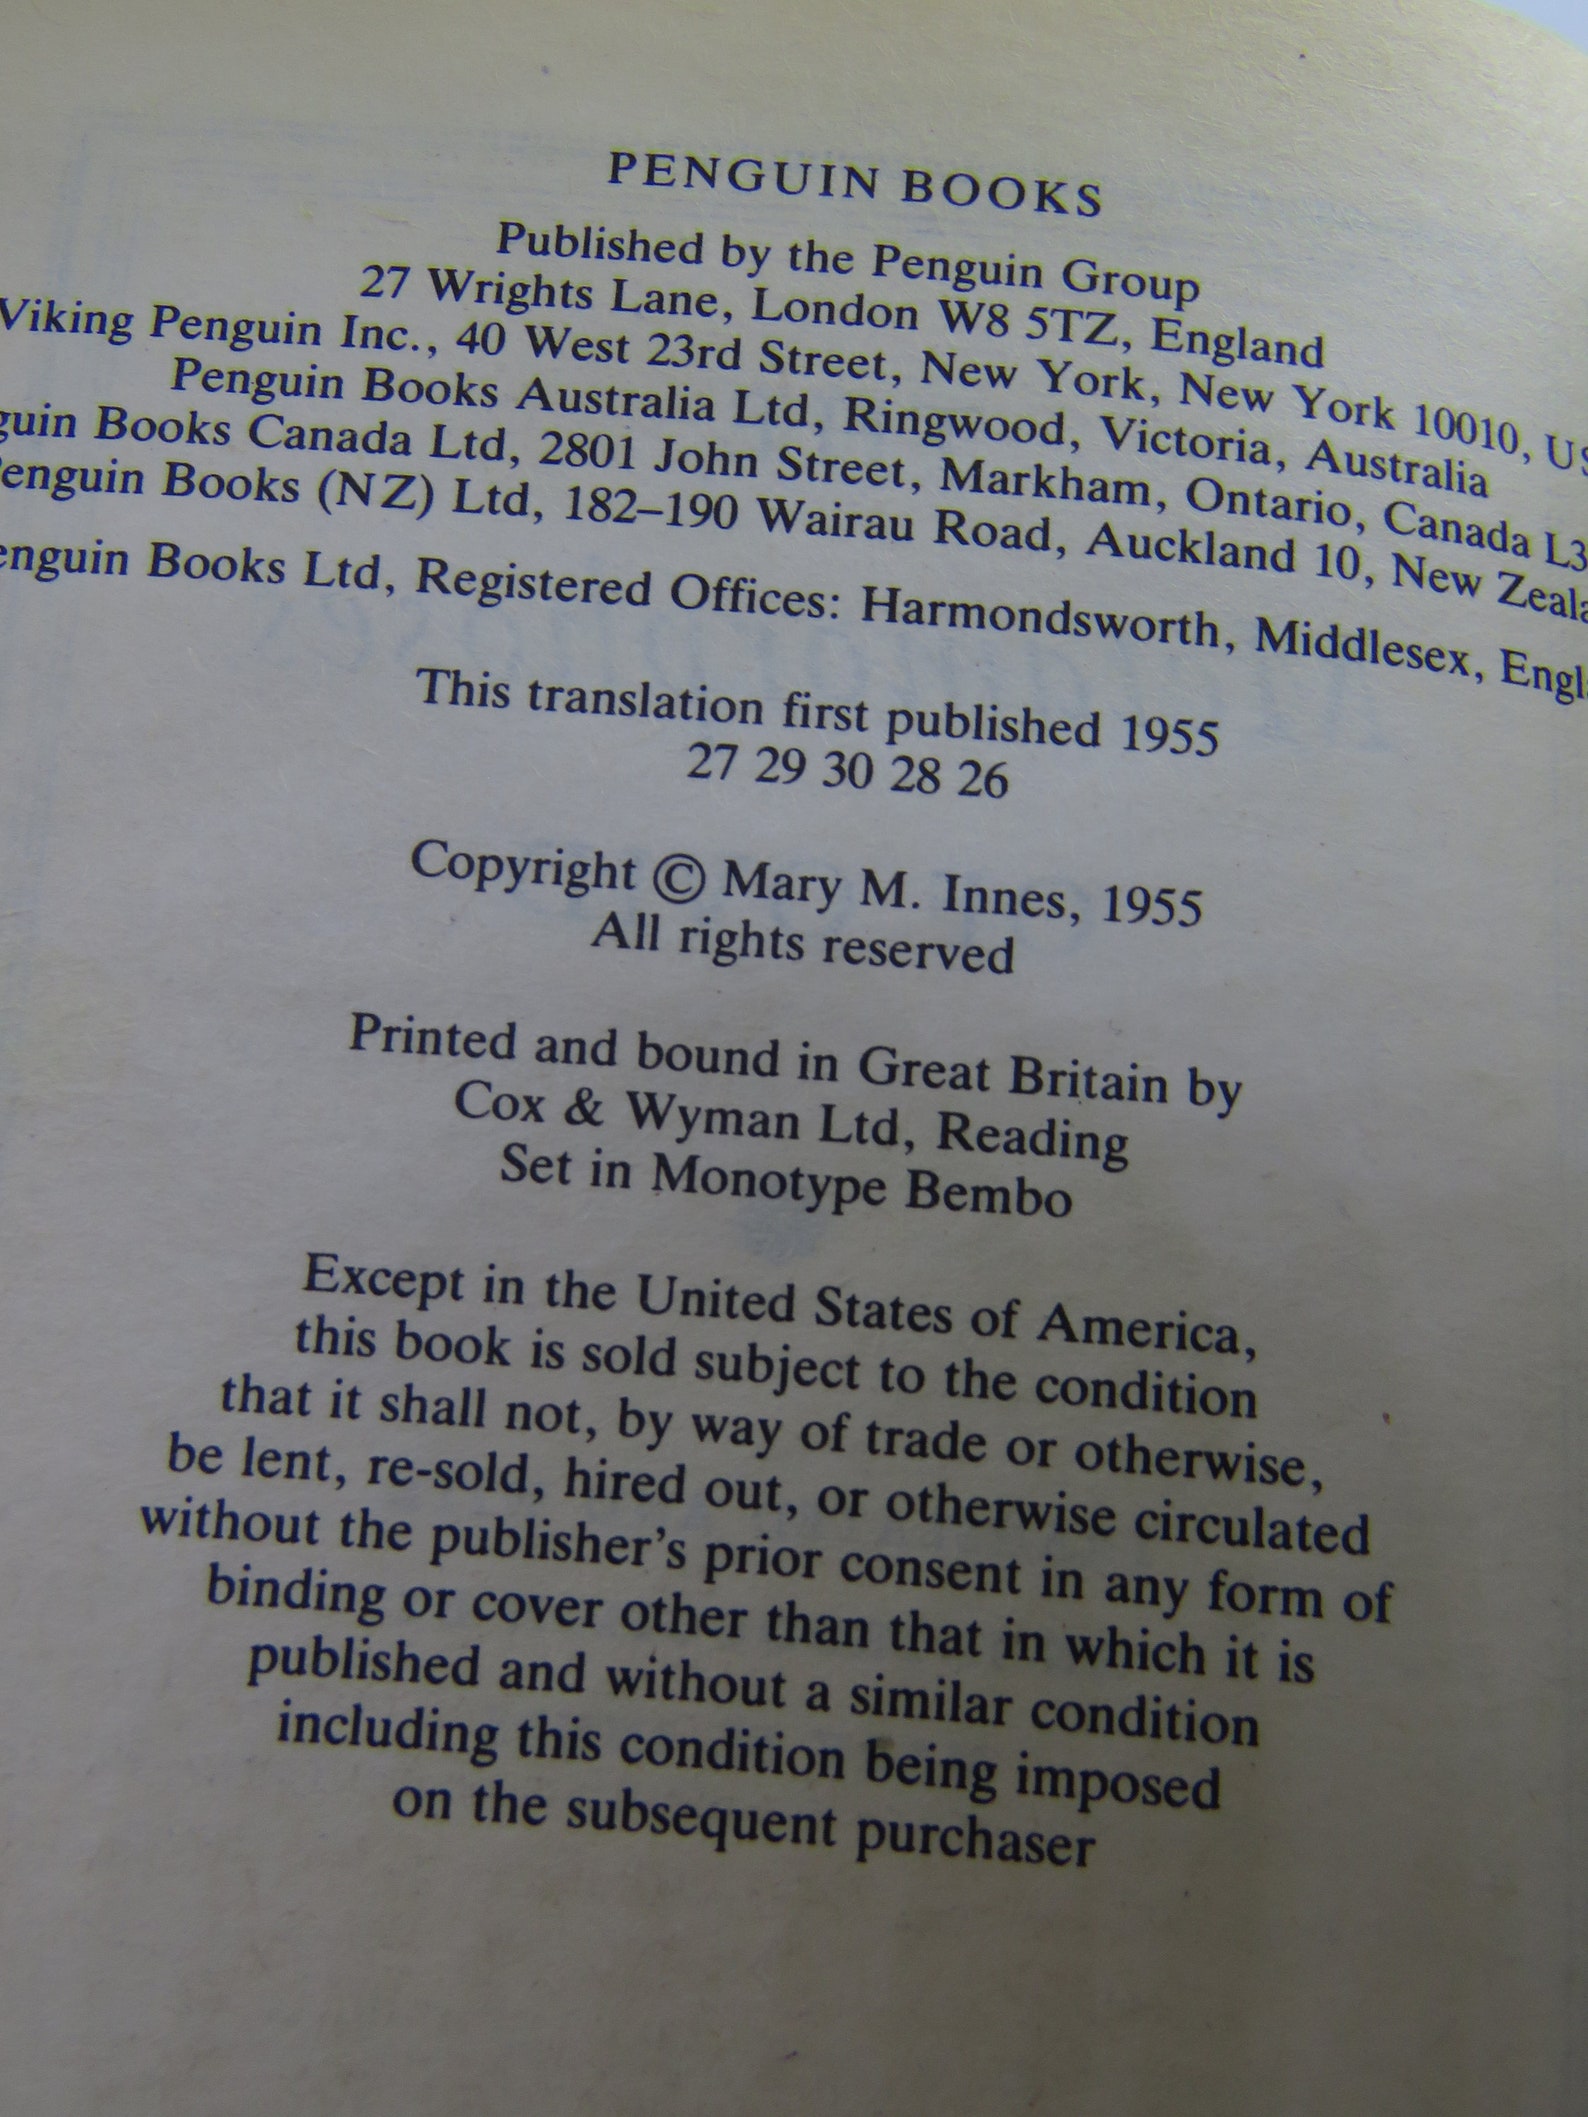 PENGUIN BOOKS
Published by the Penguin Group
27 Wrights Lane, London W8 5TZ, England
Viking Penguin Inc., 40 West 23rd Street, New York, New York 10010,
Penguin Books Australia Ltd, Ringwood, Victoria, Australia
Books Canada Ltd, 2801 John Street, Markham, Ontario, Canada
Books (NZ) Ltd, 182–190 Wairau Road, Auckland 10, New
Books Ltd, Registered Offices: Harmondsworth, Middlesex,
This translation first published 1955
27 29 30 28 26
Copyright © Mary M. Innes, 1955
All rights reserved
Printed and bound in Great Britain by
Cox & Wyman Ltd, Reading
Set in Monotype Bembo
Except in the United States of America,
this book is sold subject to the condition
that it shall not, by way of trade or otherwise,
be lent, re-sold, hired out, or otherwise circulated
without the publisher's prior consent in any form of
binding or cover other than that in which it is
published and without a similar condition
including this condition being imposed
on the subsequent purchaser